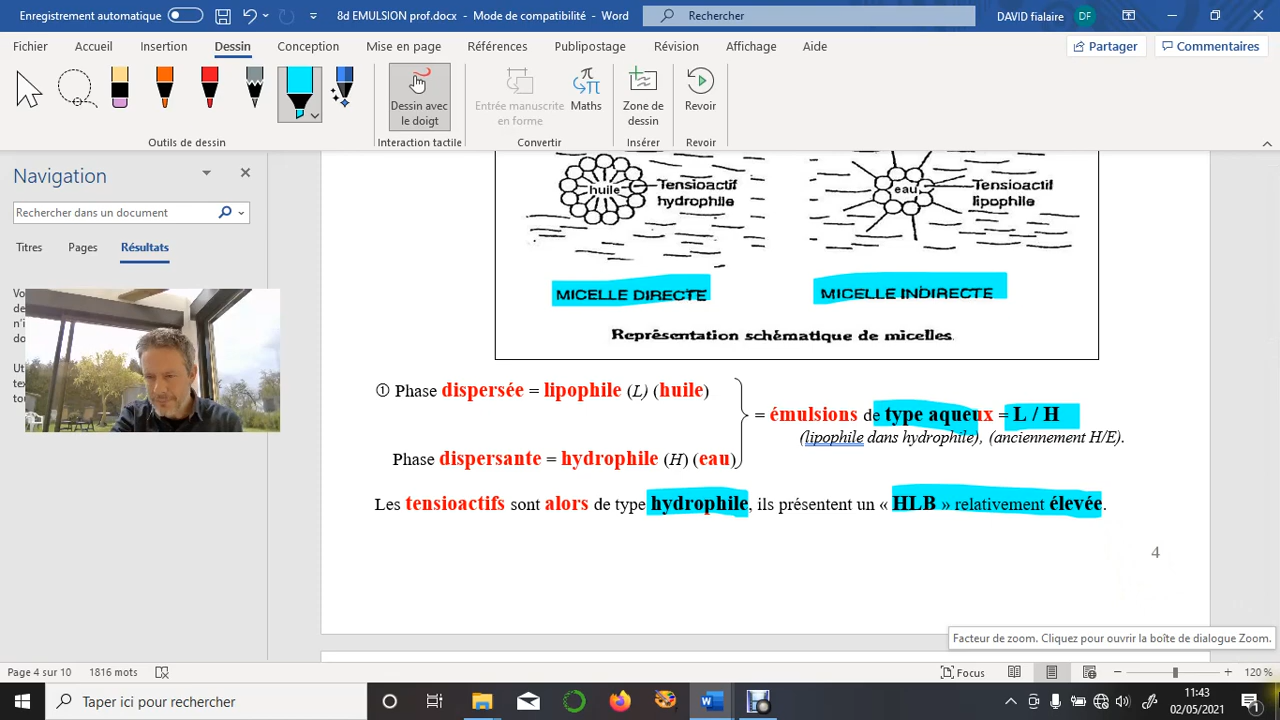 Enregistrement automatique
8d EMULSION prof.docx - Mode de compatibilité - Word
Rechercher
DAVID fialaire
DF
Fichier Accueil Insertion Dessin Conception Mise en page Références Publipostage Révision Affichage Aide
Partager
Commentaires
Dessin avec
le doigt
Entrée manuscrite
en forme
Maths
Zone de
dessin
Revoir
Outils de dessin
Interaction tactile
Convertir
Insérer
Revoir
Navigation
Rechercher dans un document
Titres Pages Résultats
huile
Tensioactif
hydrophile
eau
Tensioactif
lipophile
MICELLE DIRECTE
MICELLE INDIRECTE
Représentation schématique de micelles.
① Phase dispersée = lipophile (L) (huile)
= émulsions de type aqueux = L / H
(lipophile dans hydrophile), (anciennement H/E).
Phase dispersante = hydrophile (H) (eau)
Les tensioactifs sont alors de type hydrophile, ils présentent un « HLB » relativement élevée.
4
Facteur de zoom. Cliquez pour ouvrir la boîte de dialogue Zoom.
Page 4 sur 10
1816 mots
Focus
120 %
Taper ici pour rechercher
11:43
02/05/2021